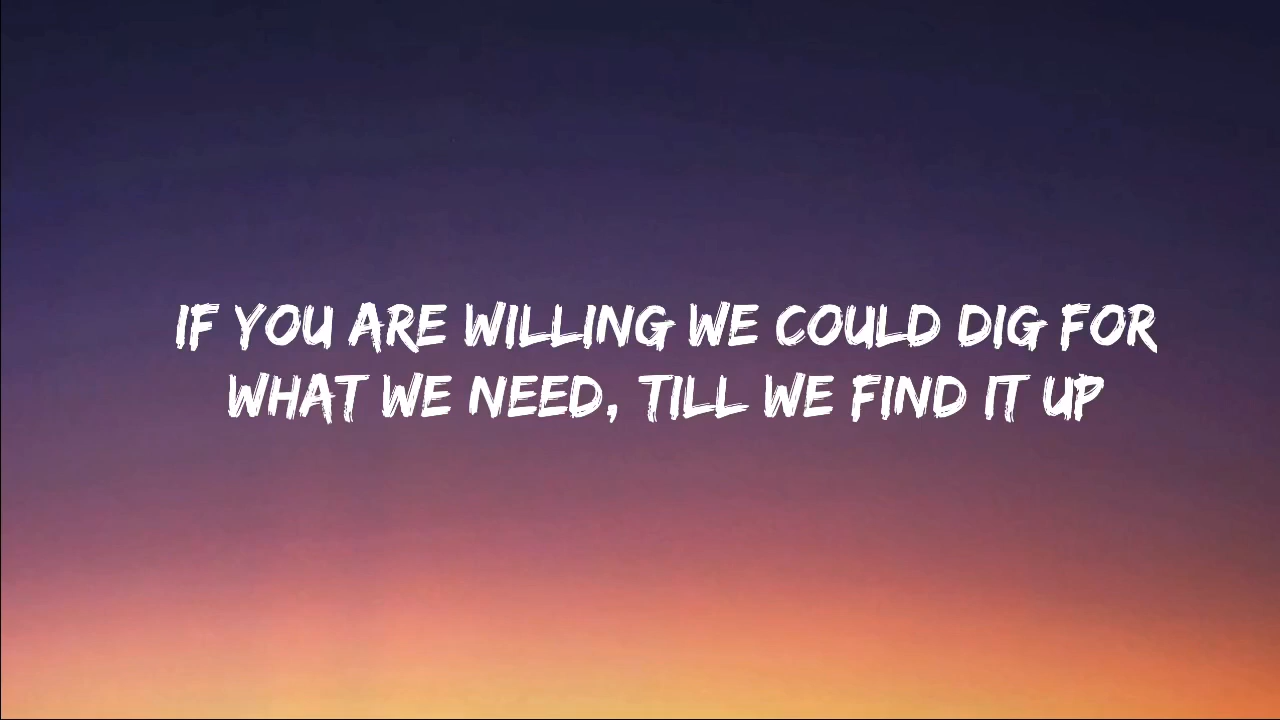 IF YOU ARE WILLING WE COULD DIG FOR
WHAT WE NEED, TILL WE FIND IT UP